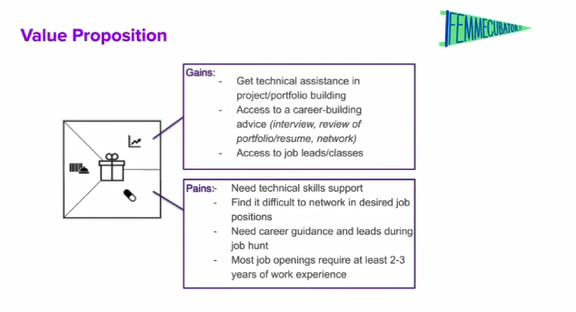 Value Proposition
FEMMECUBATOR
Gains:
- Get technical assistance in
project/portfolio building
- Access to a career-building
advice (interview, review of
portfolio/resume, network)
- Access to job leads/classes
Pains:- Need technical skills support
- Find it difficult to network in desired job
positions
- Need career guidance and leads during
job hunt
- Most job openings require at least 2-3
years of work experience